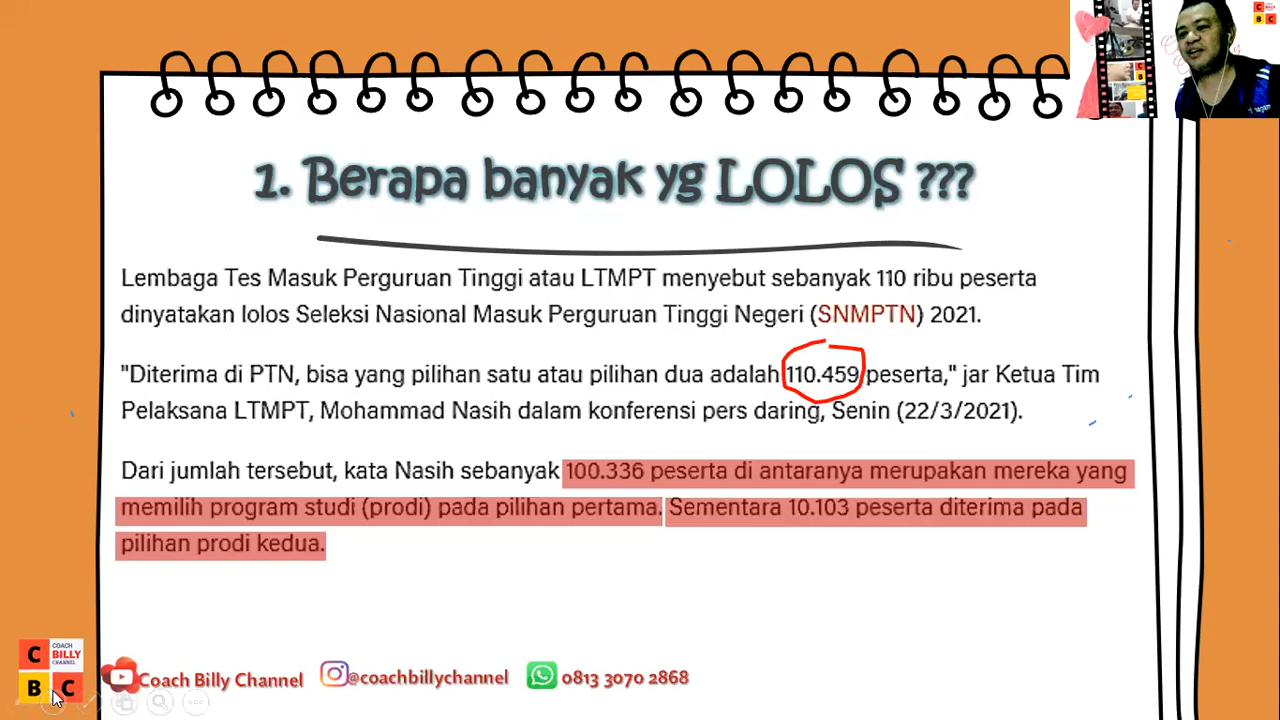 C
B C
1. Berapa banyak yg LOLOS ???
Lembaga Tes Masuk Perguruan Tinggi atau LTMPT menyebut sebanyak 110 ribu peserta
dinyatakan lolos Seleksi Nasional Masuk Perguruan Tinggi Negeri (SNMPTN) 2021.
"Diterima di PTN, bisa yang pilihan satu atau pilihan dua adalah 110.459 peserta," jar Ketua Tim
Pelaksana LTMPT, Mohammad Nasih dalam konferensi pers daring, Senin (22/3/2021).
Dari jumlah tersebut, kata Nasih sebanyak 100.336 peserta di antaranya merupakan mereka yang
memilih program studi (prodi) pada pilihan pertama. Sementara 10.103 peserta diterima pada
pilihan prodi kedua.
C COACH BILLY CHANNEL
B C
Coach Billy Channel @coachbillychannel 0813 3070 2868